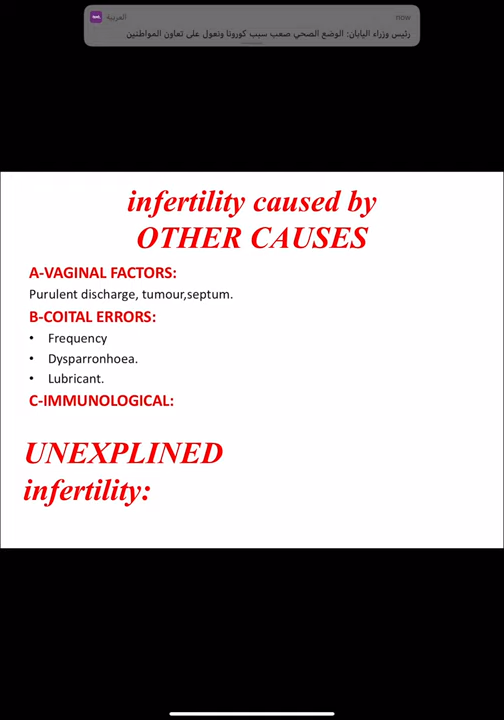 العربية
now
رئيس وزراء اليابان: الوضع الصحي صعب سبب كورونا ونعول على تعاون المواطنين
infertility caused by
OTHER CAUSES
A-VAGINAL FACTORS:
Purulent discharge, tumour,septum.
B-COITAL ERRORS:
• Frequency
• Dysparronhoea.
• Lubricant.
C-IMMUNOLOGICAL:
UNEXPLINED
infertility: